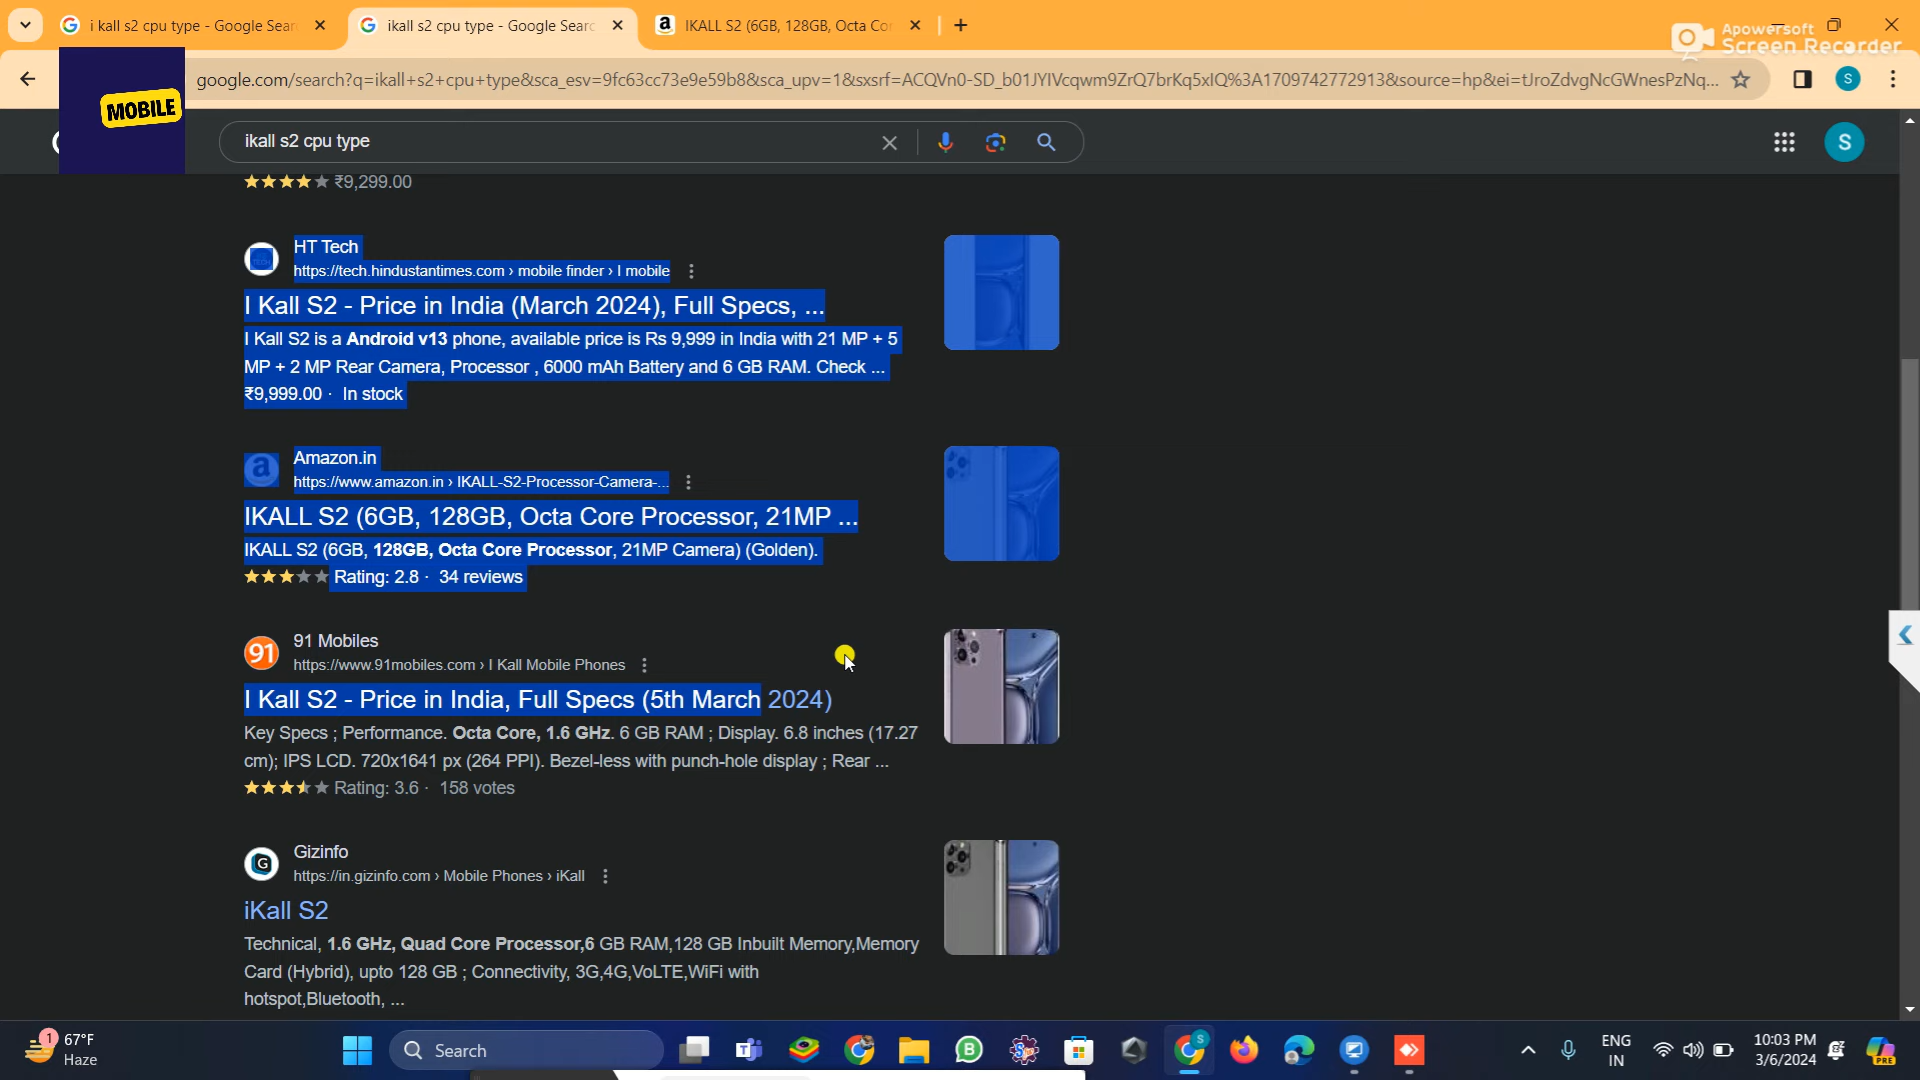 i kall s2 cpu type - Google Sear
ikall s2 cpu type - Google Searc
IKALL S2 (6GB, 128GB, Octa Cor
Apowersoft
Screen Recorder
google.com/search?q=ikall+s2+cpu+type&sca_esv=9fc63cc73e9e59b8&sca_upv=1&sxsrf=ACQVn0-SD_b01JYIVcqwm9ZrQ7brKq5xIQ%3A1709742772913&source=hp&ei=tJroZdvgNcGWnesPzNq...
S
MOBILE
ikall s2 cpu type
S
₹9,299.00
HT Tech
https://tech.hindustantimes.com › mobile finder › I mobile
I Kall S2 - Price in India (March 2024), Full Specs, ...
I Kall S2 is a Android v13 phone, available price is Rs 9,999 in India with 21 MP + 5
MP + 2 MP Rear Camera, Processor , 6000 mAh Battery and 6 GB RAM. Check ...
₹9,999.00 · In stock
Amazon.in
https://www.amazon.in › IKALL-S2-Processor-Camera-...
IKALL S2 (6GB, 128GB, Octa Core Processor, 21MP ...
IKALL S2 (6GB, 128GB, Octa Core Processor, 21MP Camera) (Golden).
Rating: 2.8 · 34 reviews
91
91 Mobiles
https://www.91mobiles.com › I Kall Mobile Phones
I Kall S2 - Price in India, Full Specs (5th March 2024)
Key Specs ; Performance. Octa Core, 1.6 GHz. 6 GB RAM ; Display. 6.8 inches (17.27
cm); IPS LCD. 720x1641 px (264 PPI). Bezel-less with punch-hole display ; Rear ...
Rating: 3.6 · 158 votes
G
Gizinfo
https://in.gizinfo.com › Mobile Phones › iKall
iKall S2
Technical, 1.6 GHz, Quad Core Processor,6 GB RAM,128 GB Inbuilt Memory,Memory
Card (Hybrid), upto 128 GB ; Connectivity, 3G,4G,VoLTE,WiFi with
hotspot,Bluetooth, ...
1
67°F
Haze
Search
ENG
IN
10:03 PM
3/6/2024
PRE